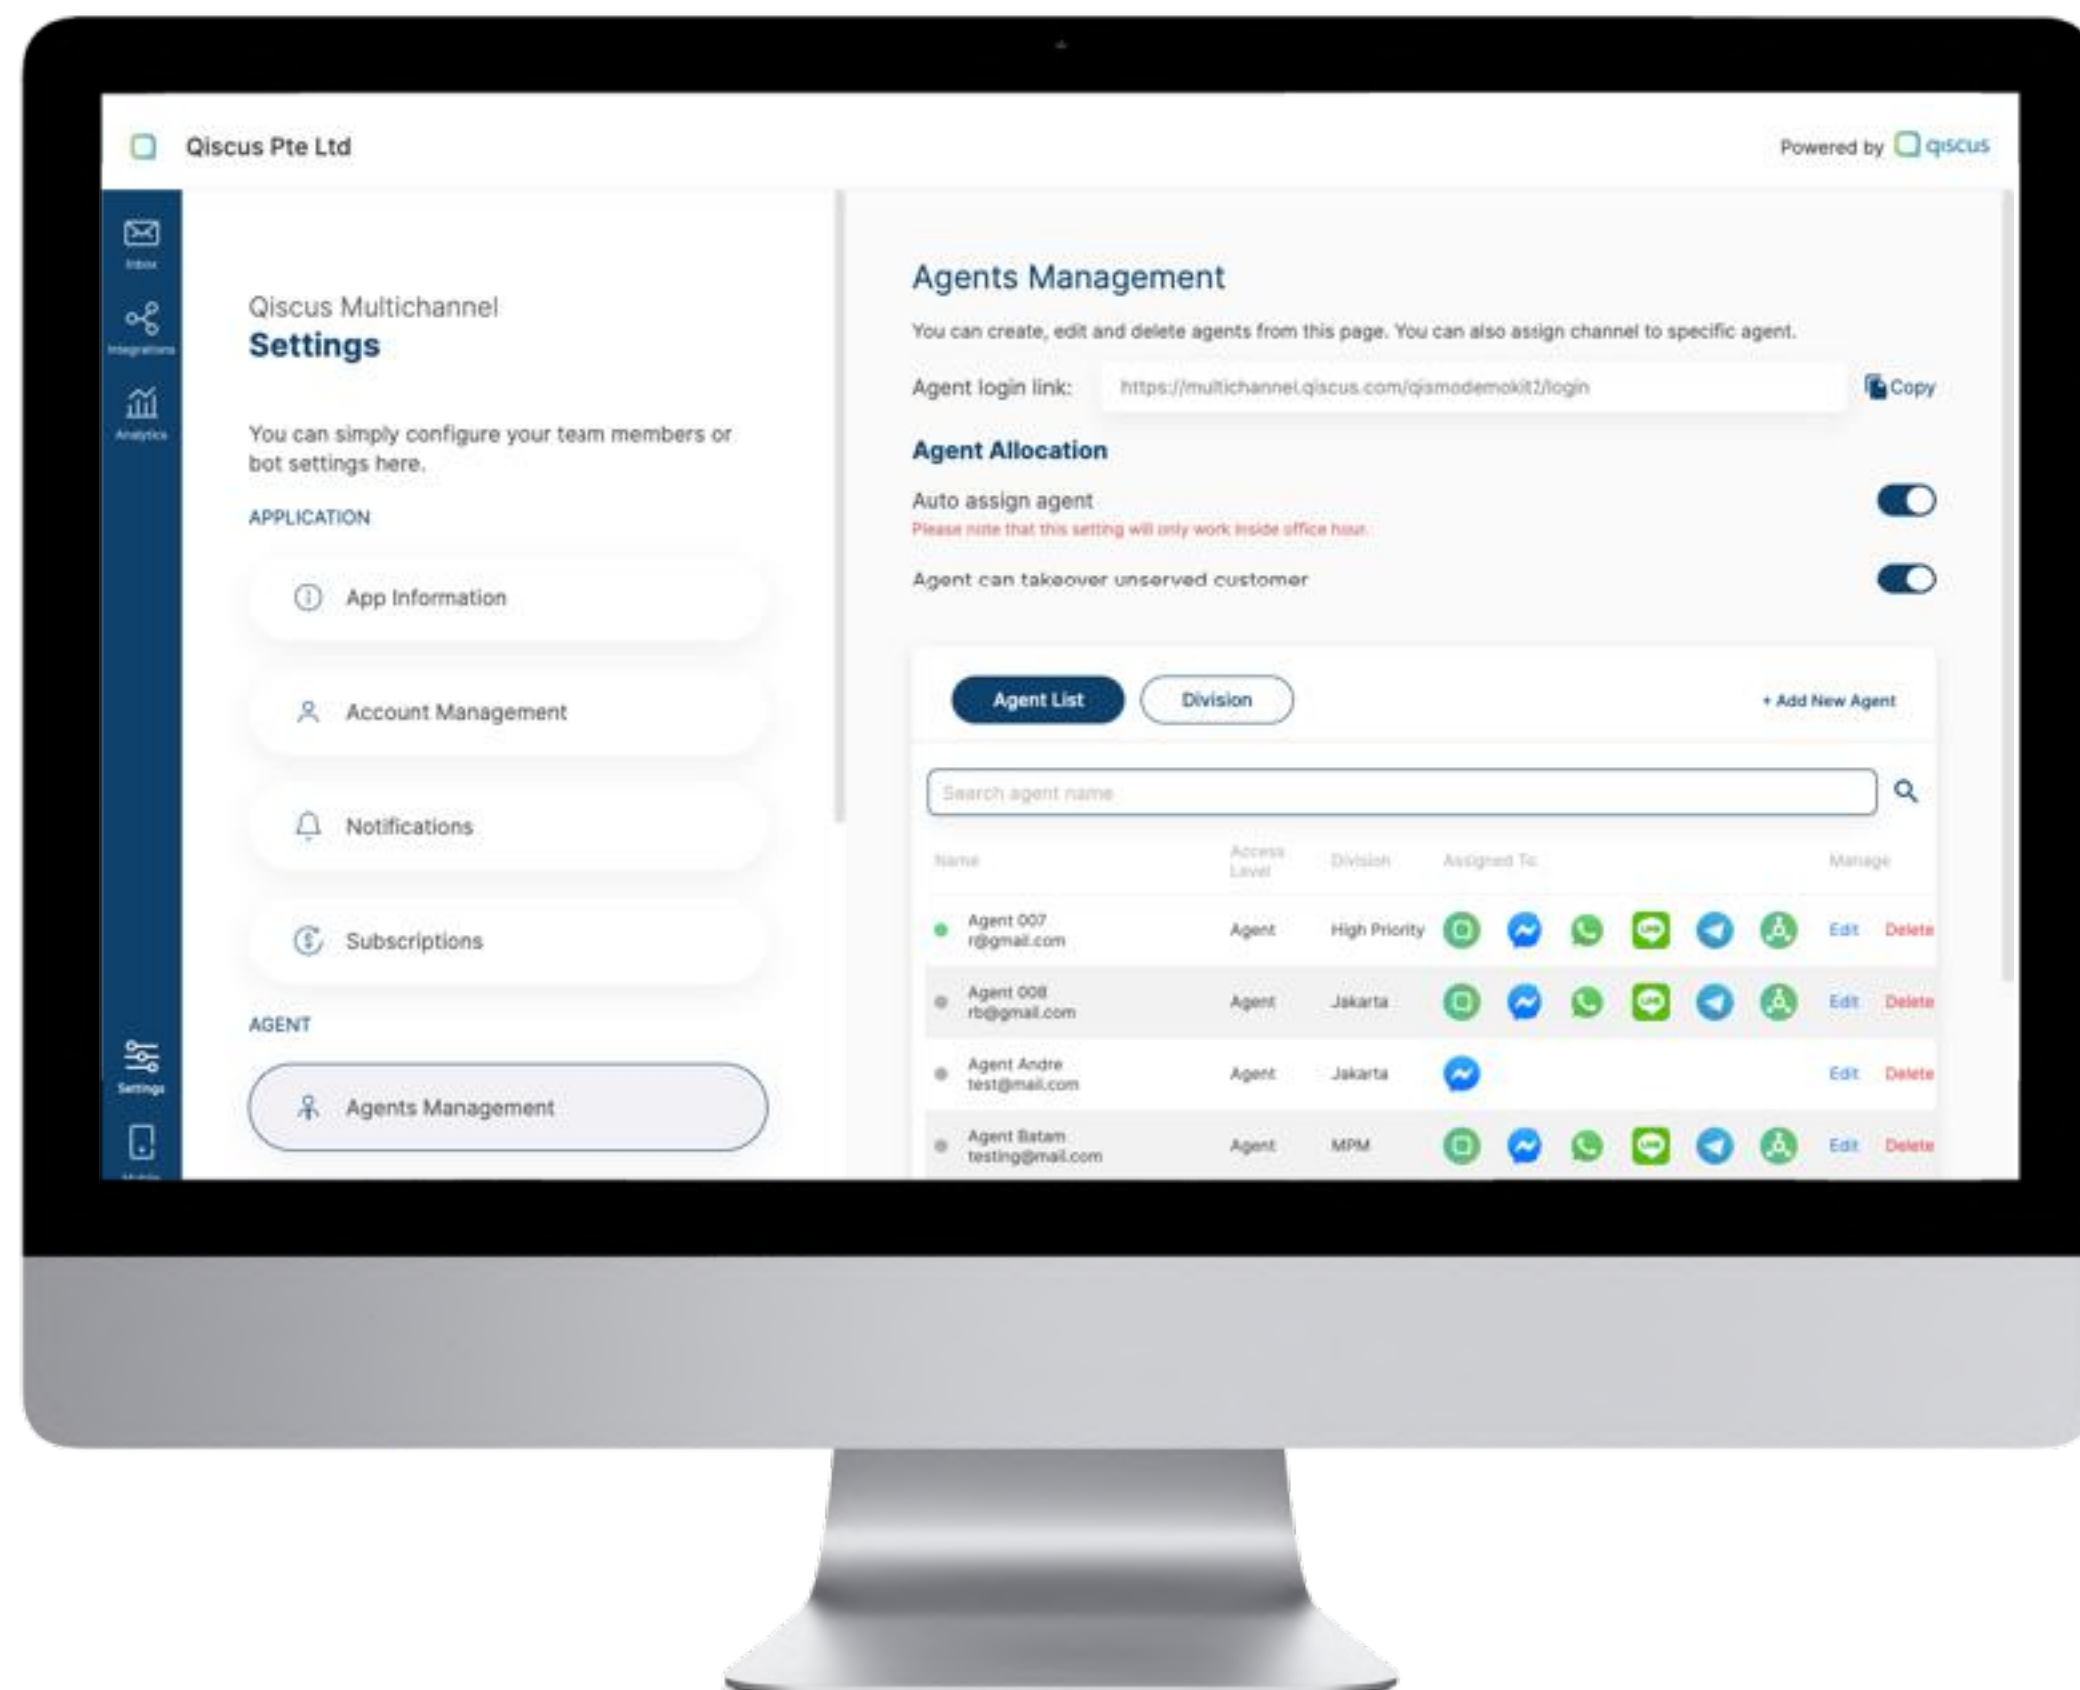 Qiscus Pte Ltd
Powered by qiscus
Inbox
Integrations
Analytics
Settings
Qiscus Multichannel
Settings
You can simply configure your team members or
bot settings here.
APPLICATION
App Information
Account Management
Notifications
Subscriptions
AGENT
Agents Management
Agents Management
You can create, edit and delete agents from this page. You can also assign channel to specific agent.
Agent login link: https://multichannel.qiscus.com/qismodemokit2/login Copy
Agent Allocation
Auto assign agent
Please note that this setting will only work inside office hour.
Agent can takeover unserved customer
Agent List Division + Add New Agent
Search agent name
Name Access Level Division Assigned To Manage
Agent 007
r@gmail.com Agent High Priority Edit Delete
Agent 008
rb@gmail.com Agent Jakarta Edit Delete
Agent Andre
test@mail.com Agent Jakarta Edit Delete
Agent Batam
testing@mail.com Agent MPM Edit Delete